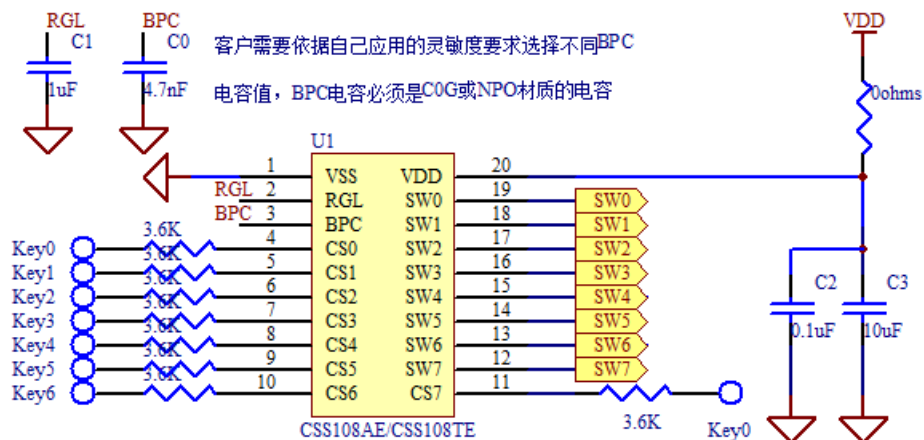 RGL BPC VDD
C1 C0 客户需要依据自己应用的灵敏度要求选择不同BPC
1uF 4.7nF 电容值，BPC电容必须是C0G或NPO材质的电容 0ohms
U1
1 VSS VDD 20
RGL 2 RGL SW0 19 SW0
BPC 3 BPC SW1 18 SW1
Key0 3.6K 4 CS0 SW2 17 SW2
Key1 3.6K 5 CS1 SW3 16 SW3
Key2 3.6K 6 CS2 SW4 15 SW4 C2 C3
Key3 3.6K 7 CS3 SW5 14 SW5
Key4 3.6K 8 CS4 SW6 13 SW6 0.1uF 10uF
Key5 3.6K 9 CS5 SW7 12 SW7
Key6 3.6K 10 CS6 CS7 11 3.6K Key0
CSS108AE/CSS108TE